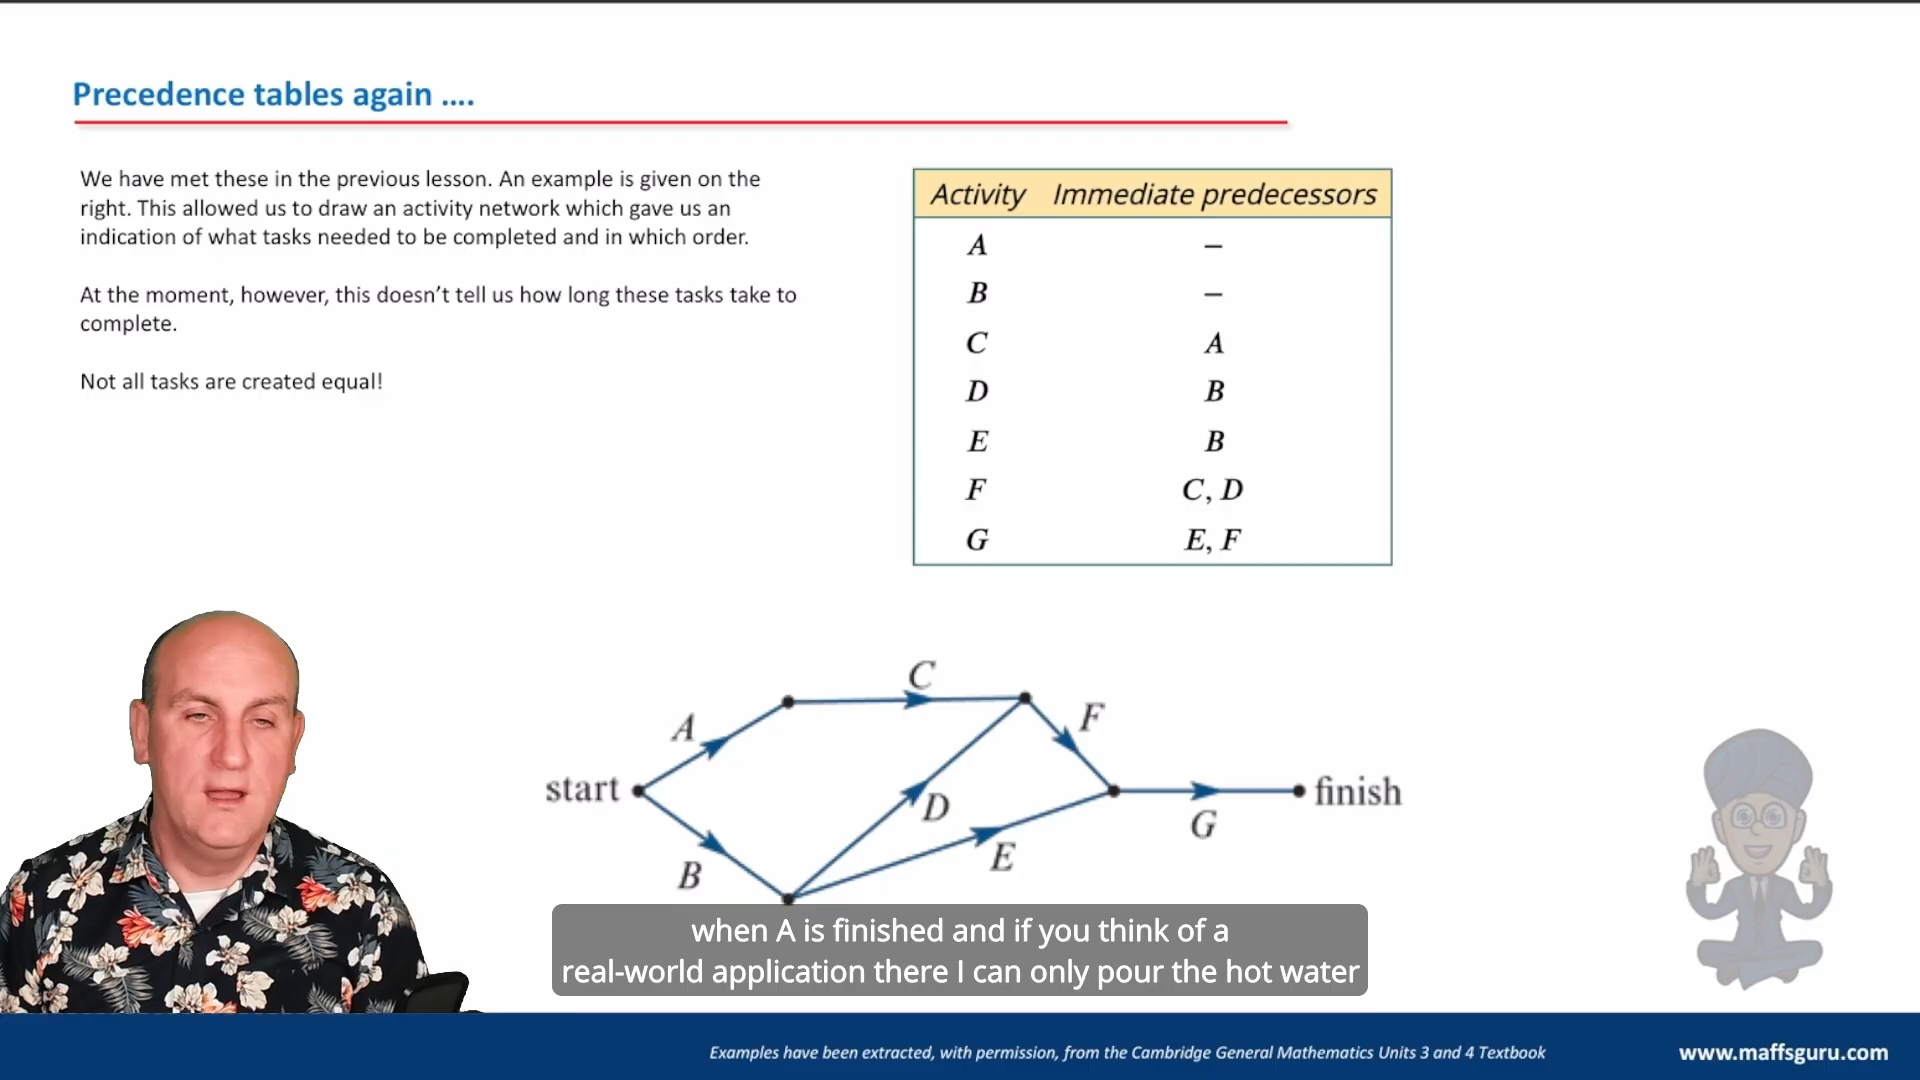 Precedence tables again ....
We have met these in the previous lesson. An example is given on the
right. This allowed us to draw an activity network which gave us an
indication of what tasks needed to be completed and in which order.
At the moment, however, this doesn’t tell us how long these tasks take to
complete.
Not all tasks are created equal!
Activity Immediate predecessors
A –
B –
C A
D B
E B
F C, D
G E, F
C
A
F
start
D
finish
G
E
B
when A is finished and if you think of a
real-world application there I can only pour the hot water
Examples have been extracted, with permission, from the Cambridge General Mathematics Units 3 and 4 Textbook
www.maffsguru.com